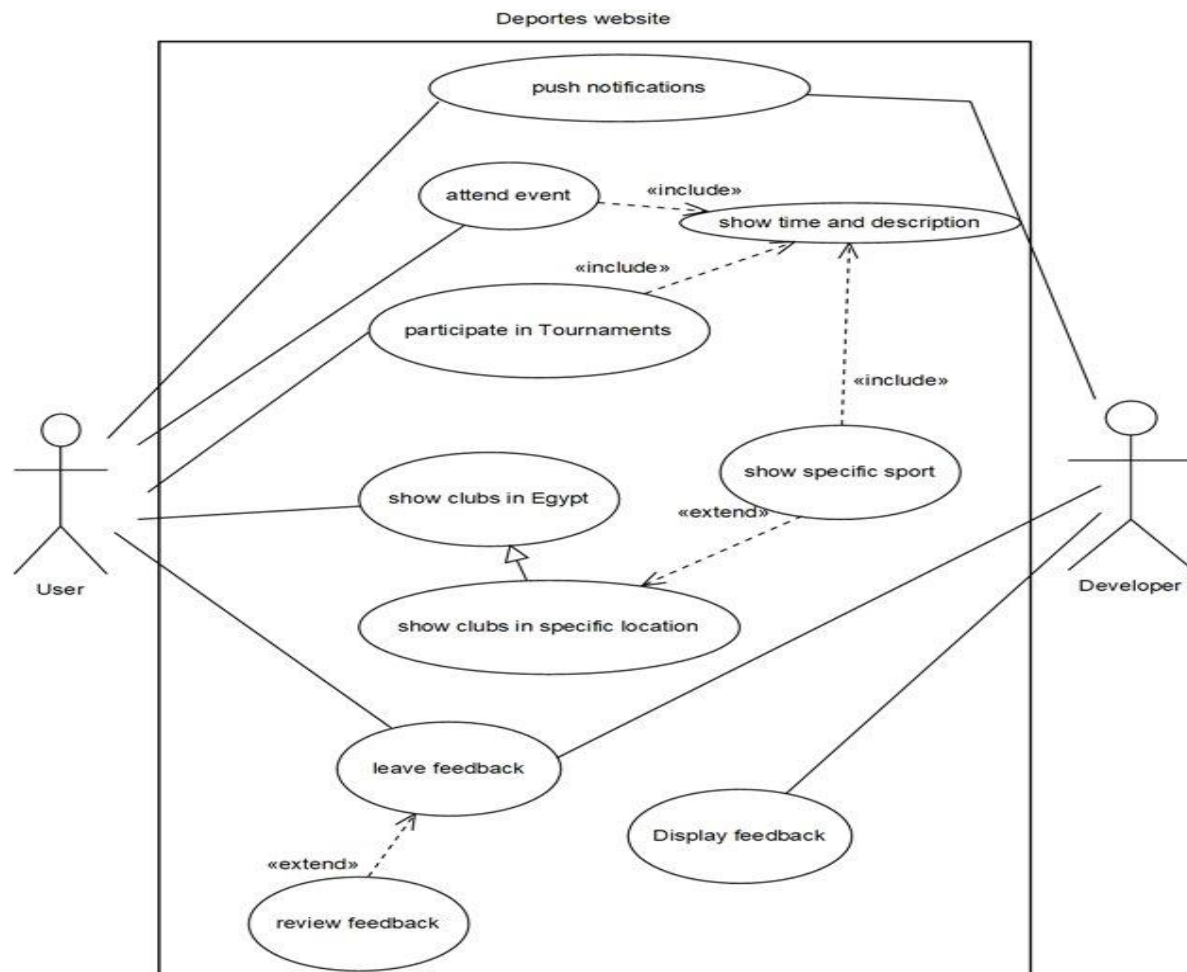 Deportes website
push notifications
attend event
«include»
show time and description
«include»
participate in Tournaments
«include»
show specific sport
show clubs in Egypt
«extend»
User
Developer
show clubs in specific location
leave feedback
Display feedback
«extend»
review feedback